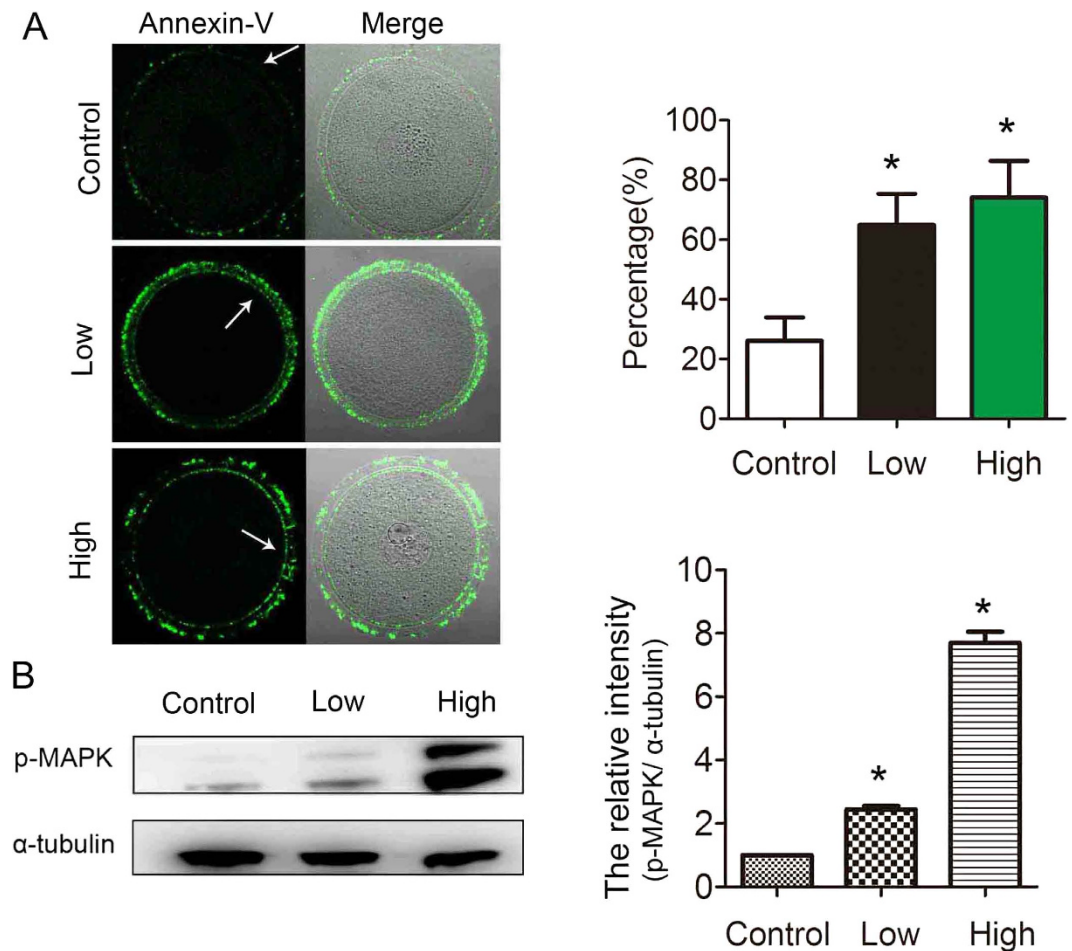 A
Annexin-V
Merge
Control
Low
High
Percentage(%)
100
80
60
40
20
0
*
*
Control
Low
High
B
Control
Low
High
p-MAPK
α-tubulin
The relative intensity
(p-MAPK/ α-tubulin)
10
8
6
4
2
0
*
*
Control
Low
High